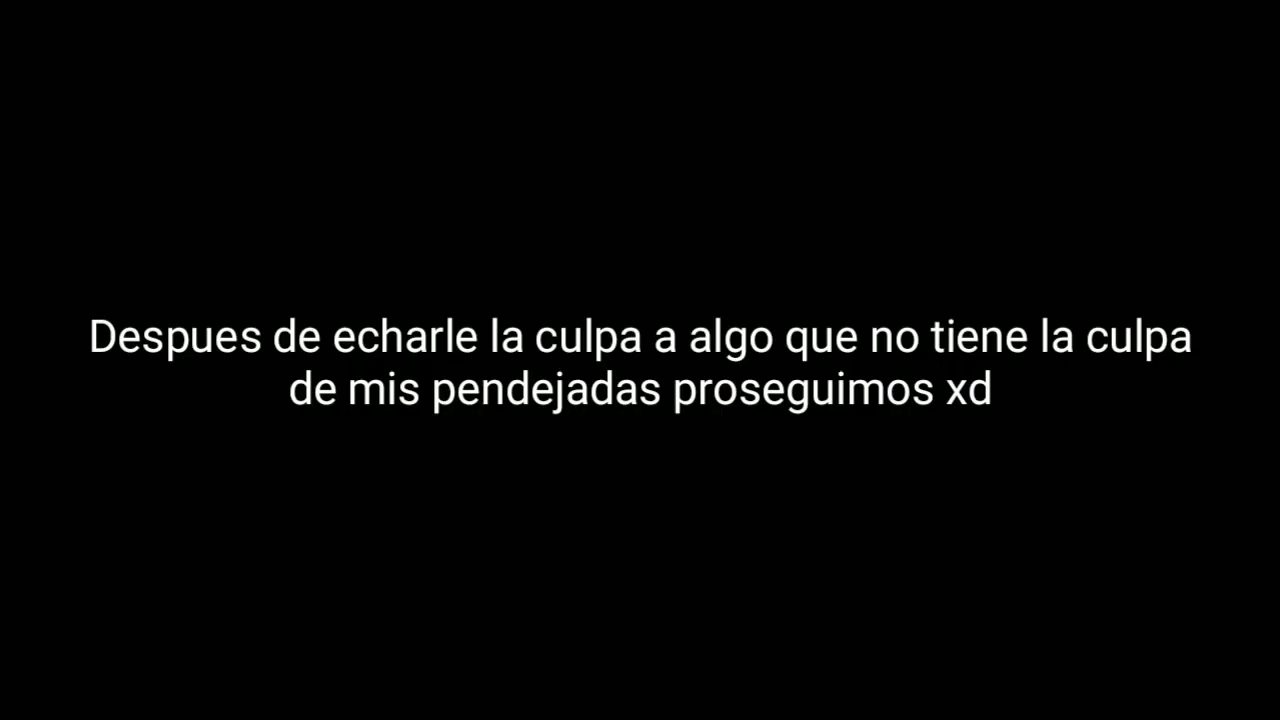 Despues de echarle la culpa a algo que no tiene la culpa
de mis pendejadas proseguimos xd